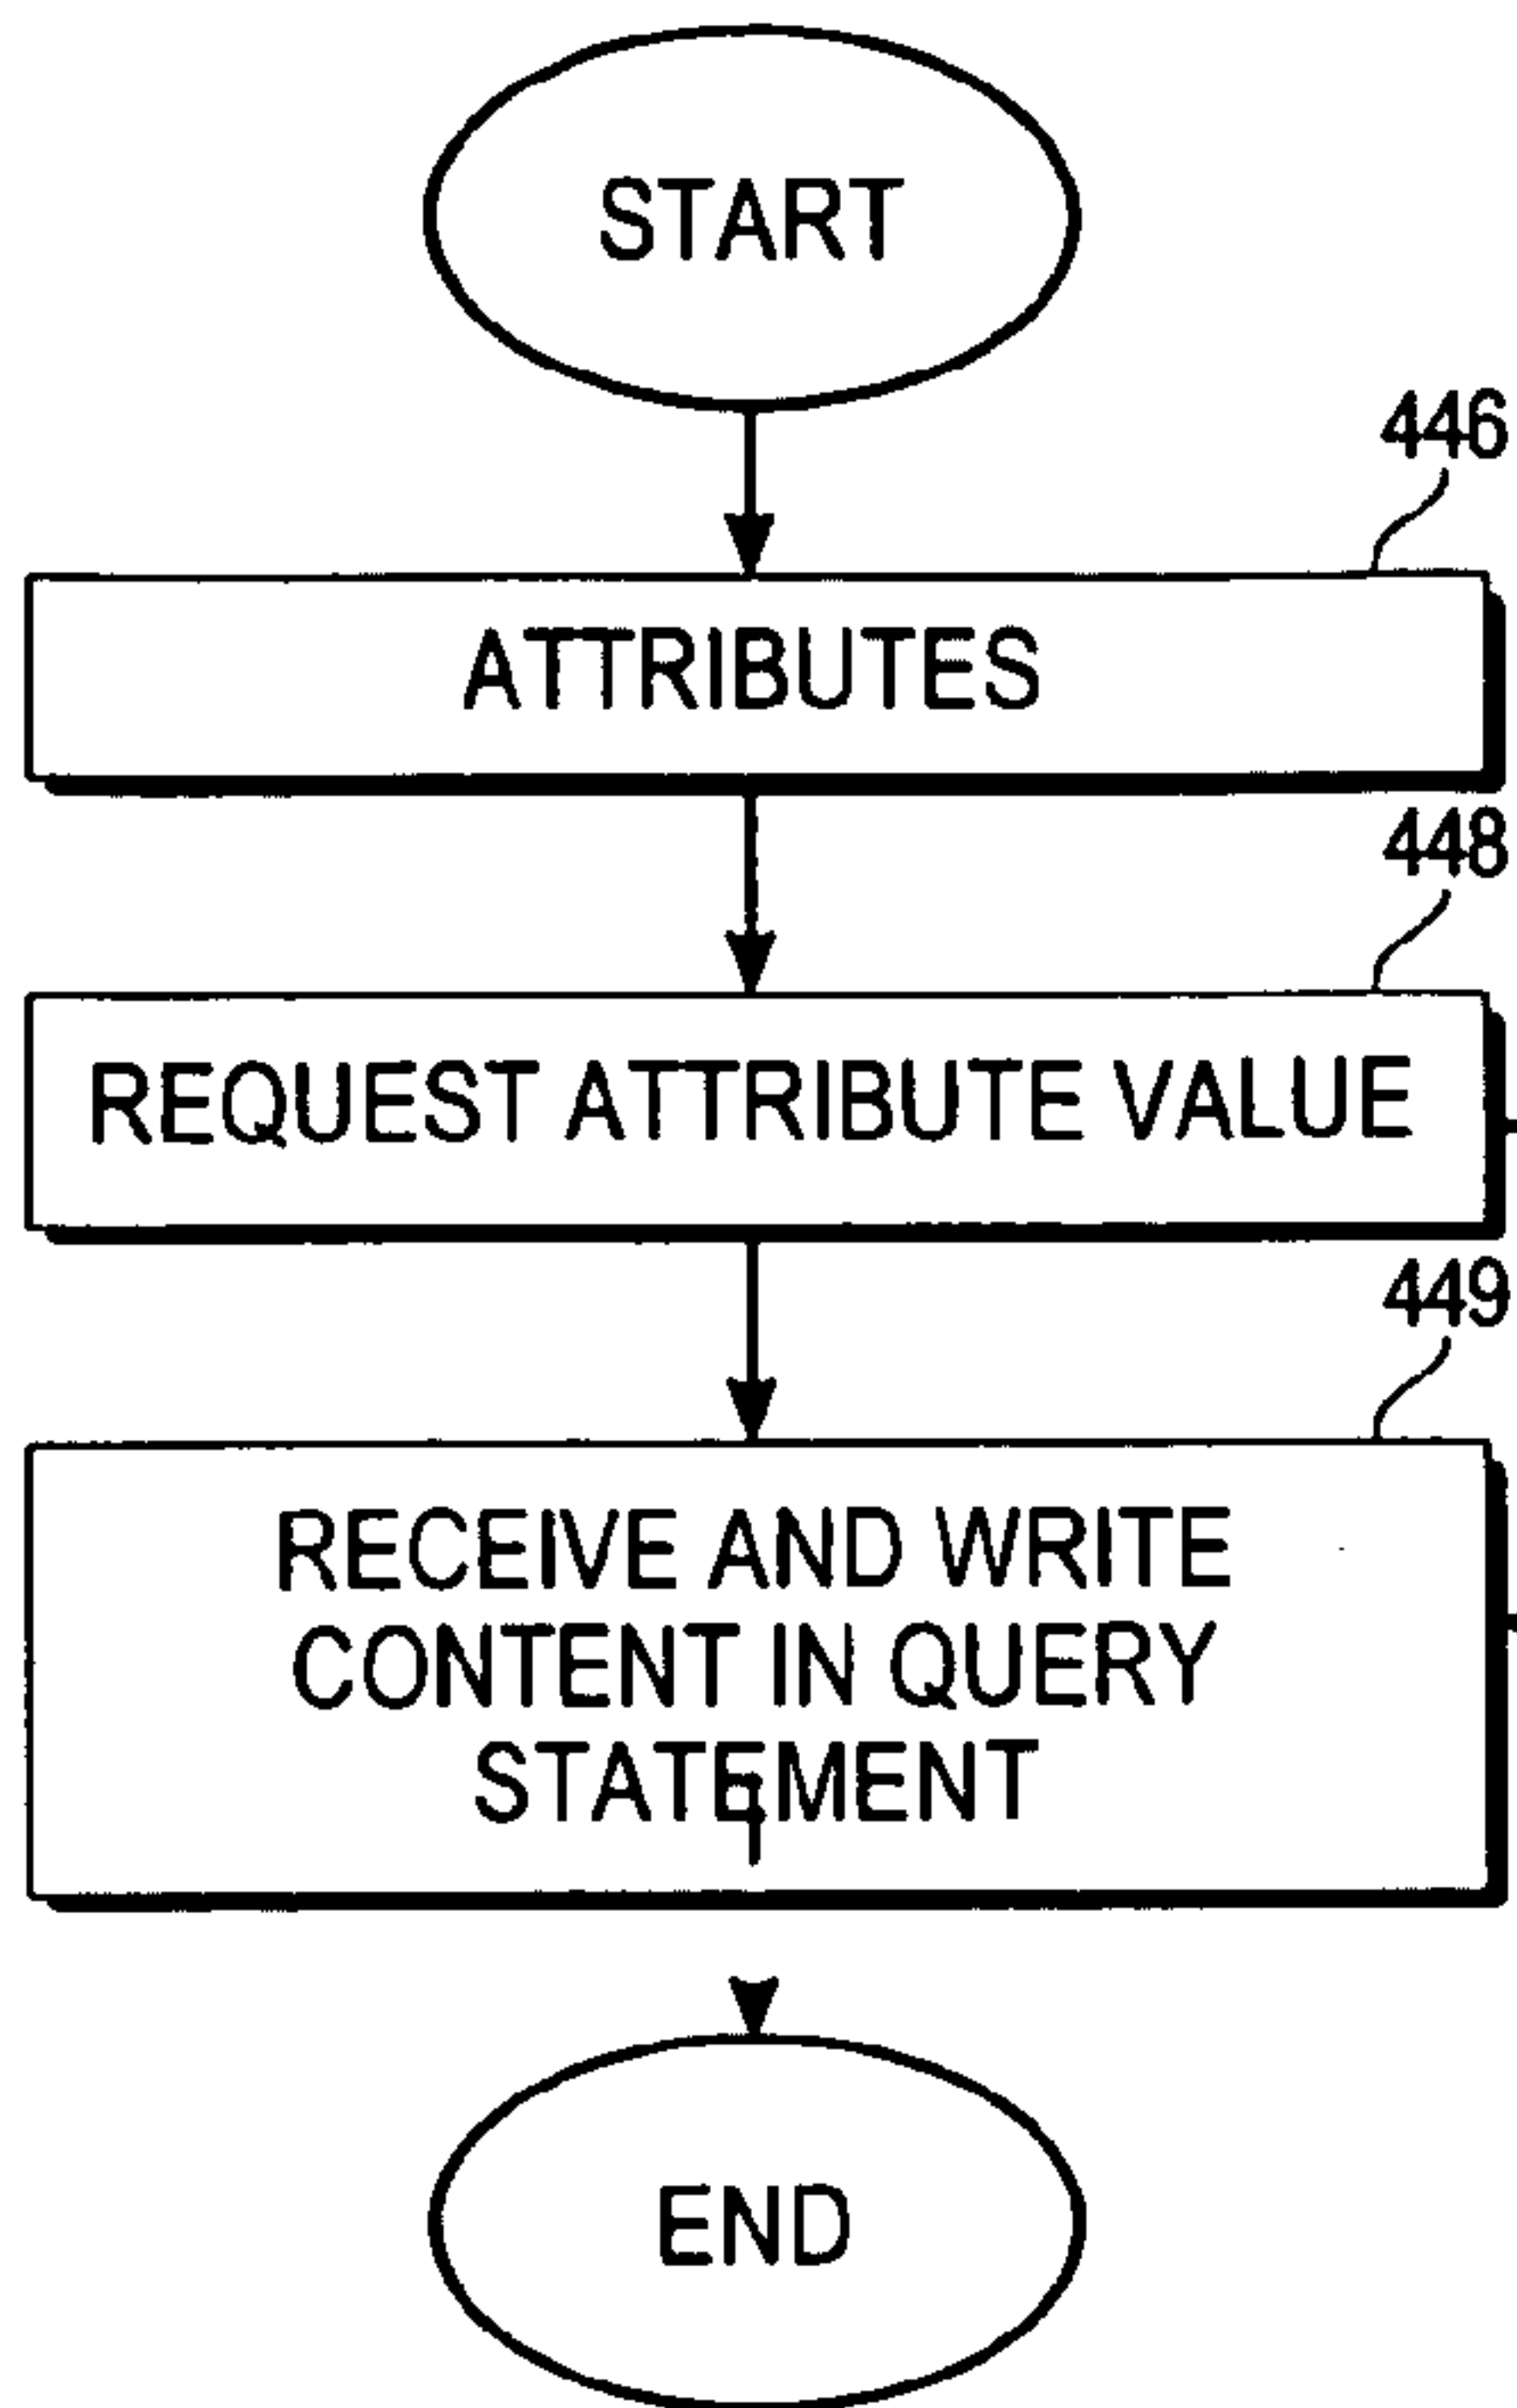 START
446
ATTRIBUTES
448
REQUEST ATTRIBUTE VALUE
449
RECEIVE AND WRITE
CONTENT IN QUERY
STATEMENT
END